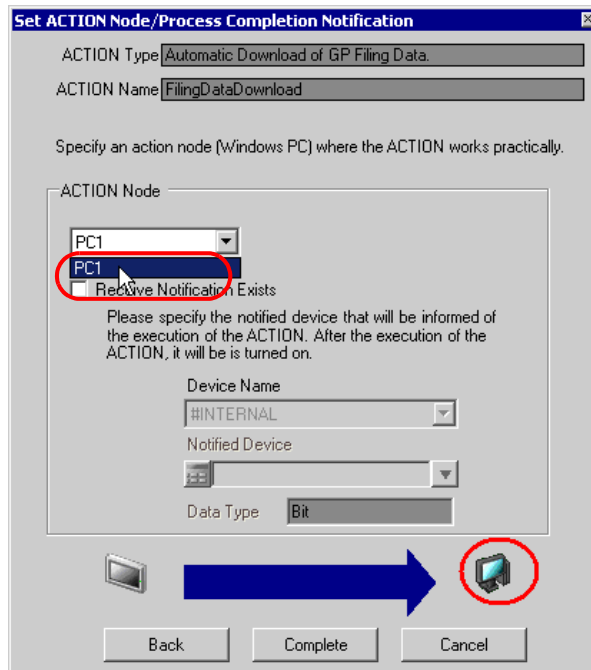 Set ACTION Node/Process Completion Notification
ACTION Type Automatic Download of GP Filing Data.
ACTION Name FilingDataDownload
Specify an action node (Windows PC) where the ACTION works practically.
ACTION Node
PC1
PC1
Receive Notification Exists
Please specify the notified device that will be informed of
the execution of the ACTION. After the execution of the
ACTION, it will be is turned on.
Device Name
#INTERNAL
Notified Device
Data Type Bit
Back Complete Cancel